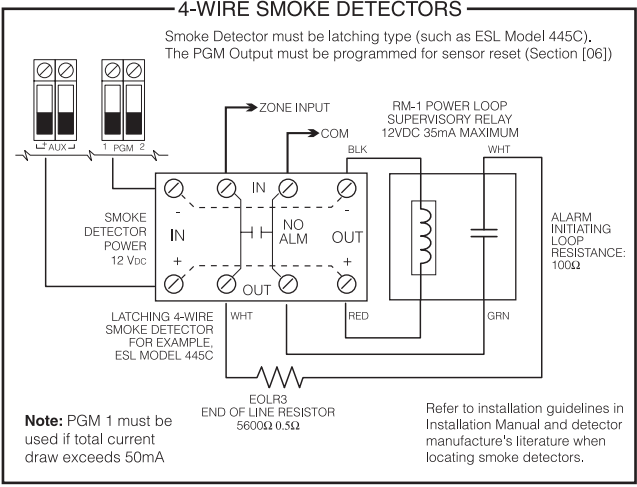 4-WIRE SMOKE DETECTORS
Smoke Detector must be latching type (such as ESL Model 445C).
The PGM Output must be programmed for sensor reset (Section [06])
+ AUX -
1 PGM 2
ZONE INPUT
COM
RM-1 POWER LOOP
SUPERVISORY RELAY
12VDC 35mA MAXIMUM
BLK
WHT
IN
SMOKE
DETECTOR
POWER
12 VDC
-
IN
+
NO
ALM
-
OUT
+
OUT
ALARM
INITIATING
LOOP
RESISTANCE:
100Ω
LATCHING 4-WIRE
SMOKE DETECTOR
FOR EXAMPLE,
ESL MODEL 445C
WHT
RED
GRN
EOLR3
END OF LINE RESISTOR
5600Ω 0.5Ω
Note: PGM 1 must be
used if total current
draw exceeds 50mA
Refer to installation guidelines in
Installation Manual and detector
manufacture's literature when
locating smoke detectors.